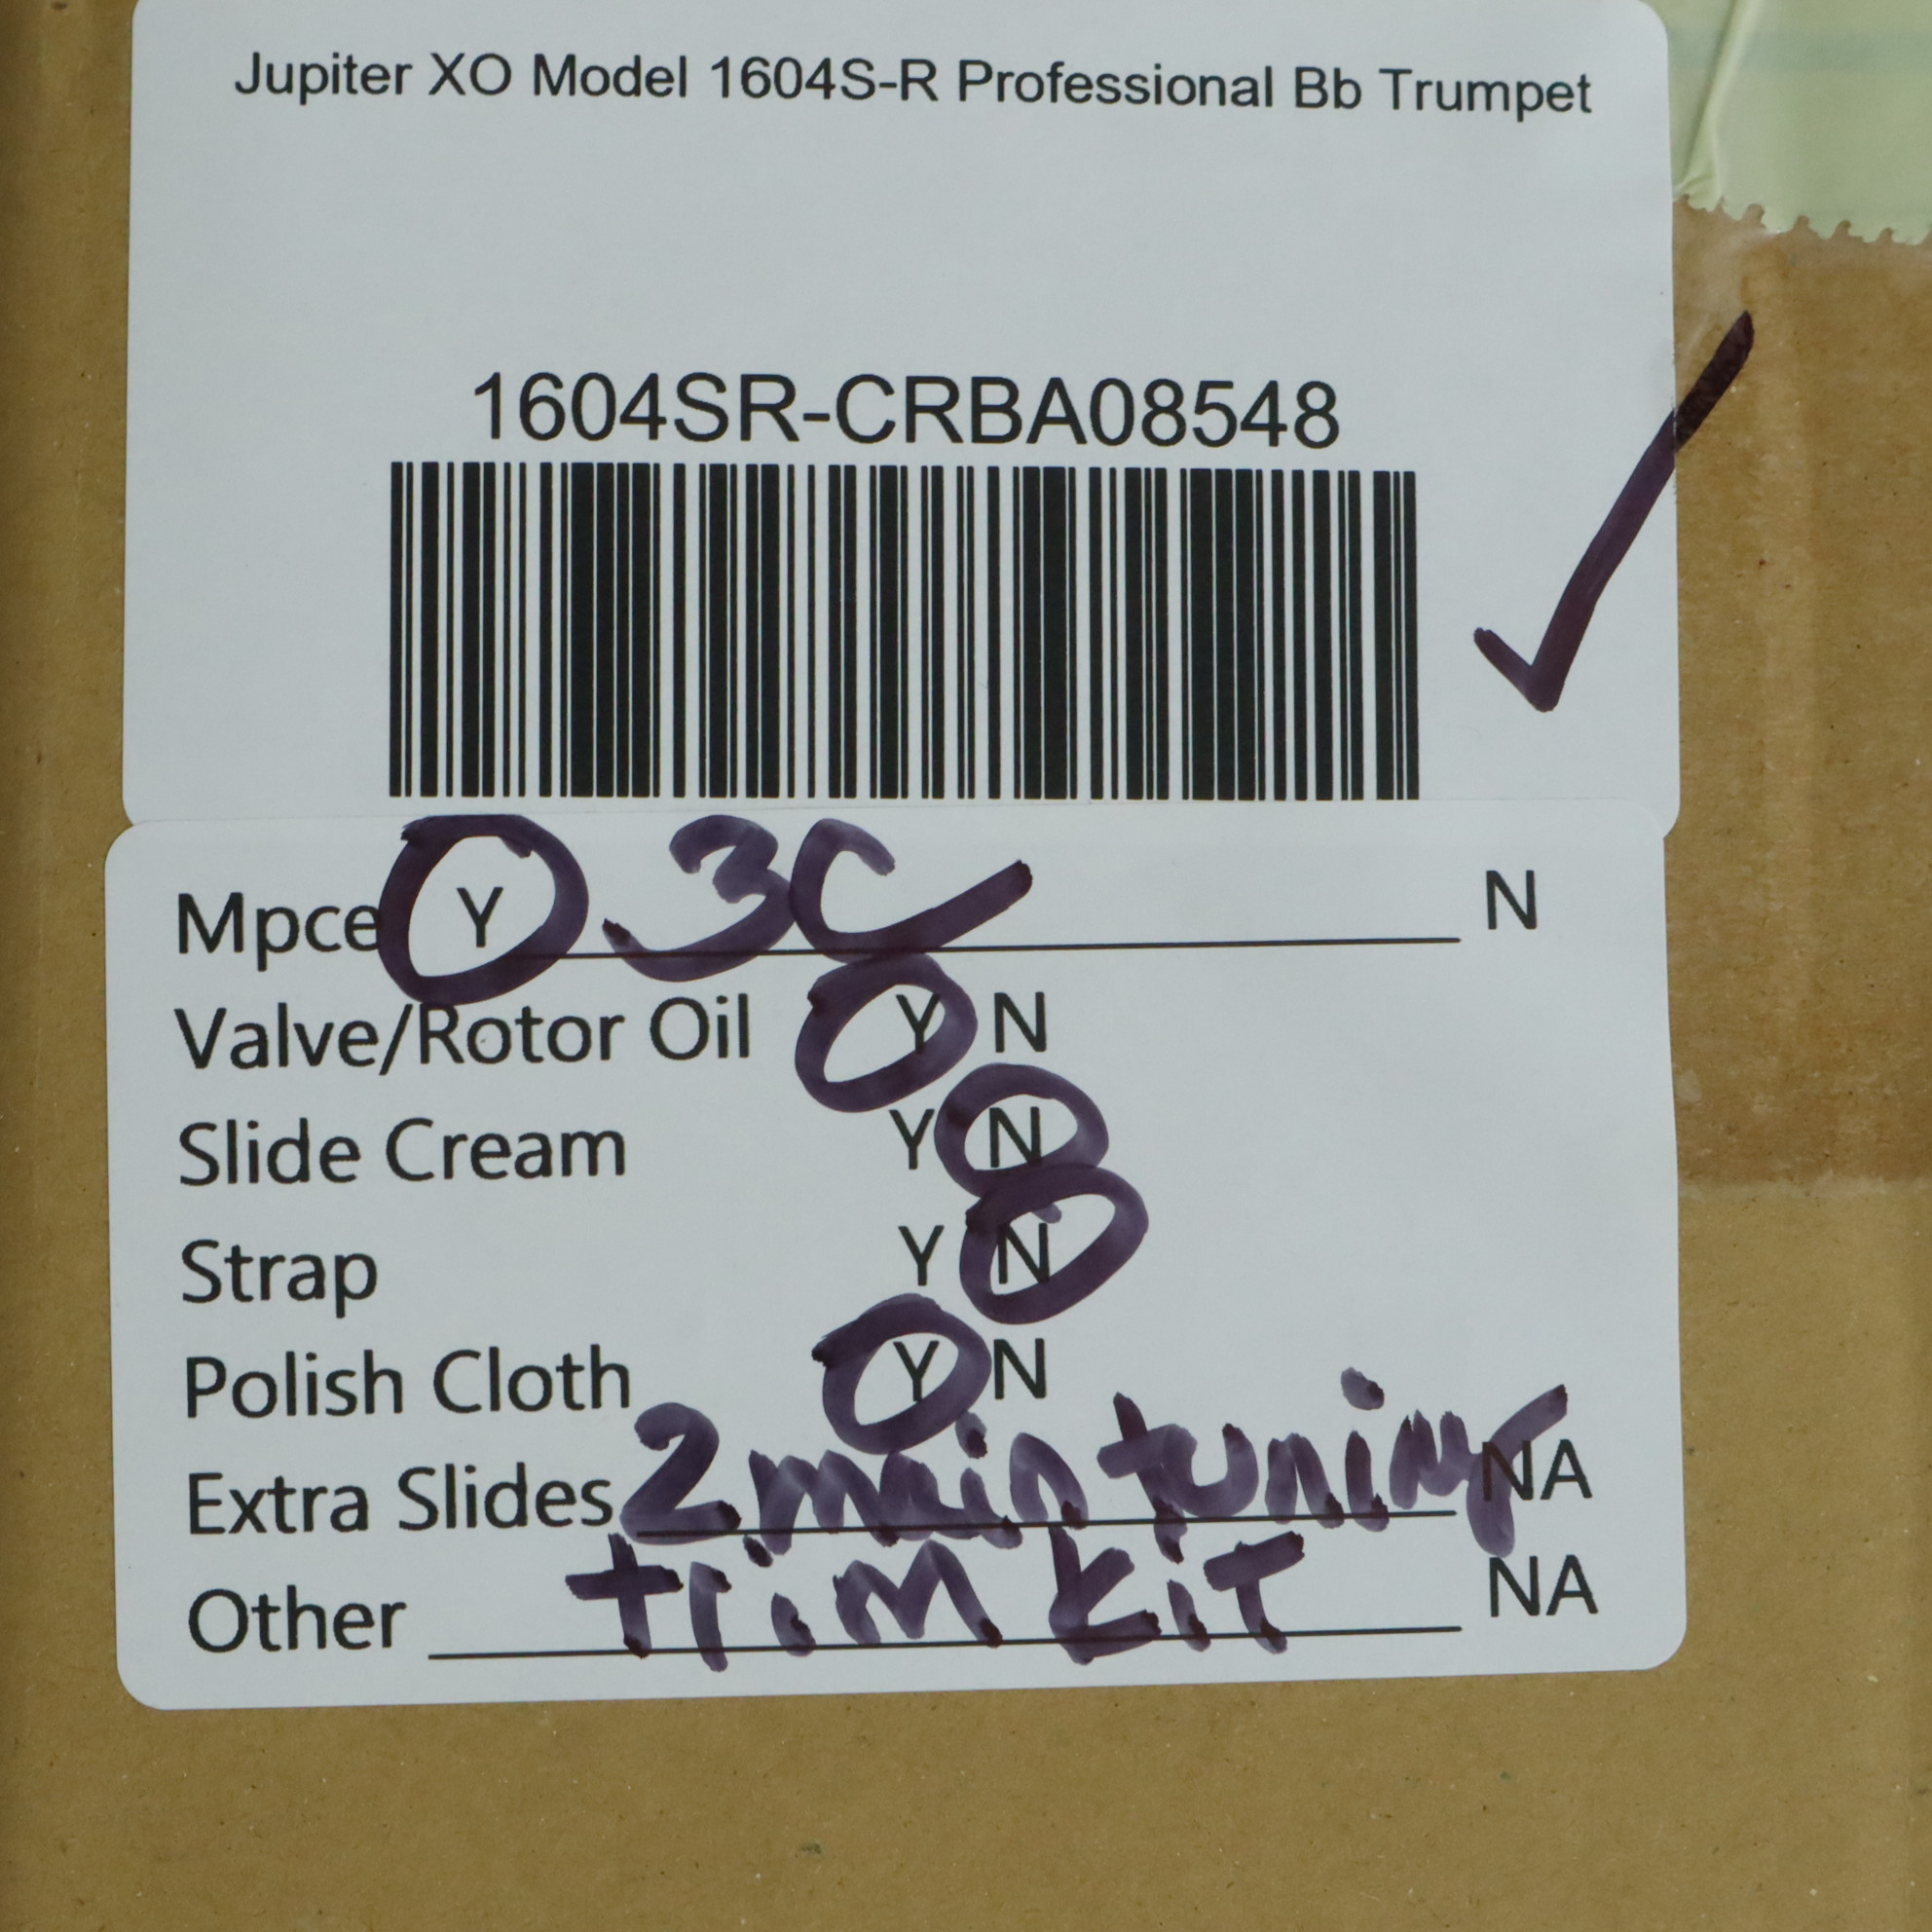 Jupiter XO Model 1604S-R Professional Bb Trumpet
1604SR-CRBA08548
Mpce Y 3C N
Valve/Rotor Oil Y N
Slide Cream Y N
Strap Y N
Polish Cloth Y N
Extra Slides 2 main tuning NA
Other trim kit NA